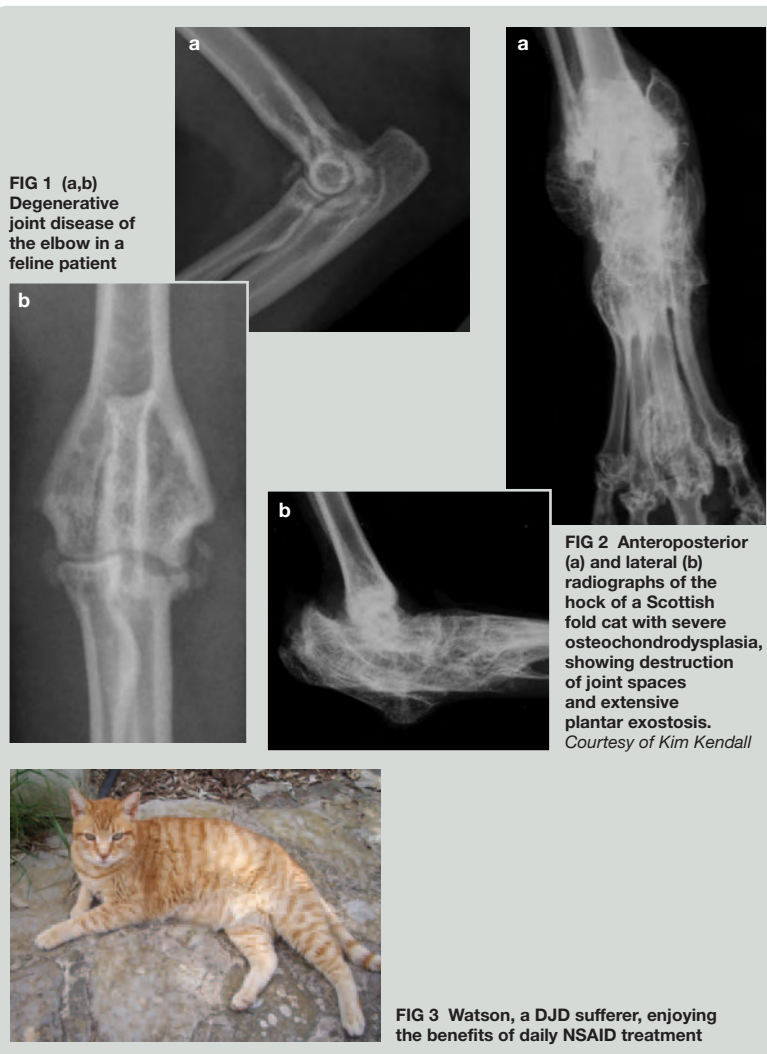 a
FIG 1 (a,b)
Degenerative
joint disease of
the elbow in a
feline patient
b
a
b
FIG 2 Anteroposterior
(a) and lateral (b)
radiographs of the
hock of a Scottish
fold cat with severe
osteochondrodysplasia,
showing destruction
of joint spaces
and extensive
plantar exostosis.
Courtesy of Kim Kendall
FIG 3 Watson, a DJD sufferer, enjoying
the benefits of daily NSAID treatment